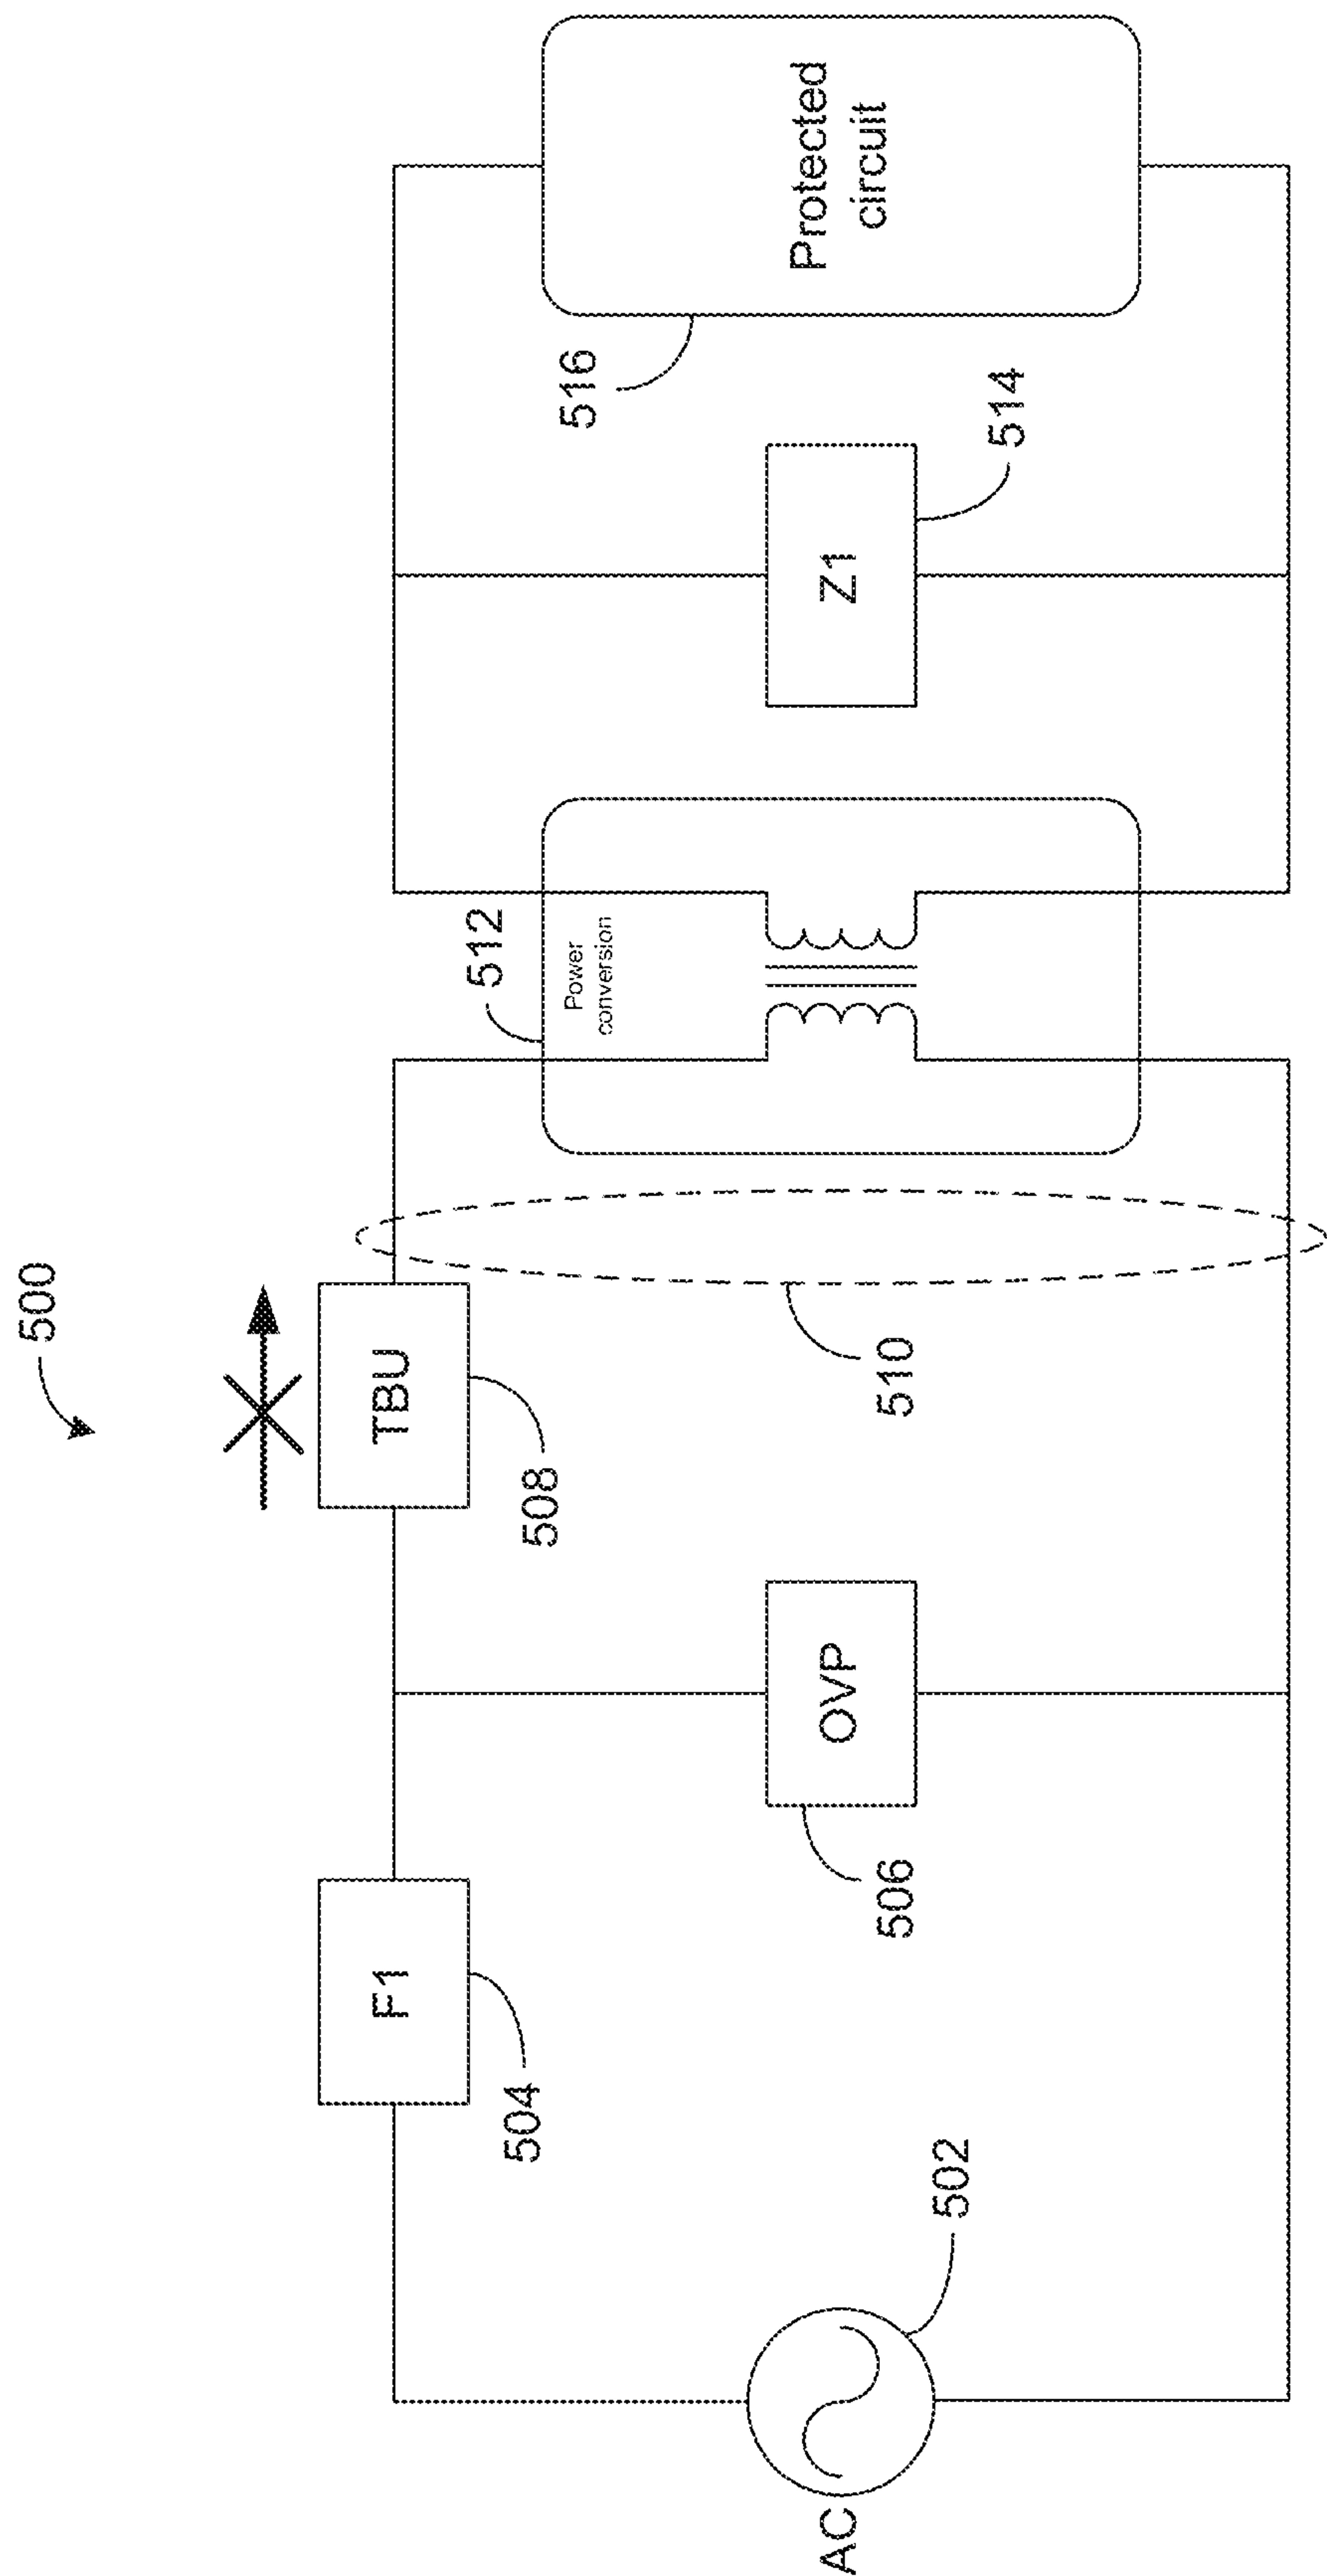 500
F1
504
TBU
508
AC
502
OVP
506
510
512
Power
conversion
Z1
514
516
Protected
circuit